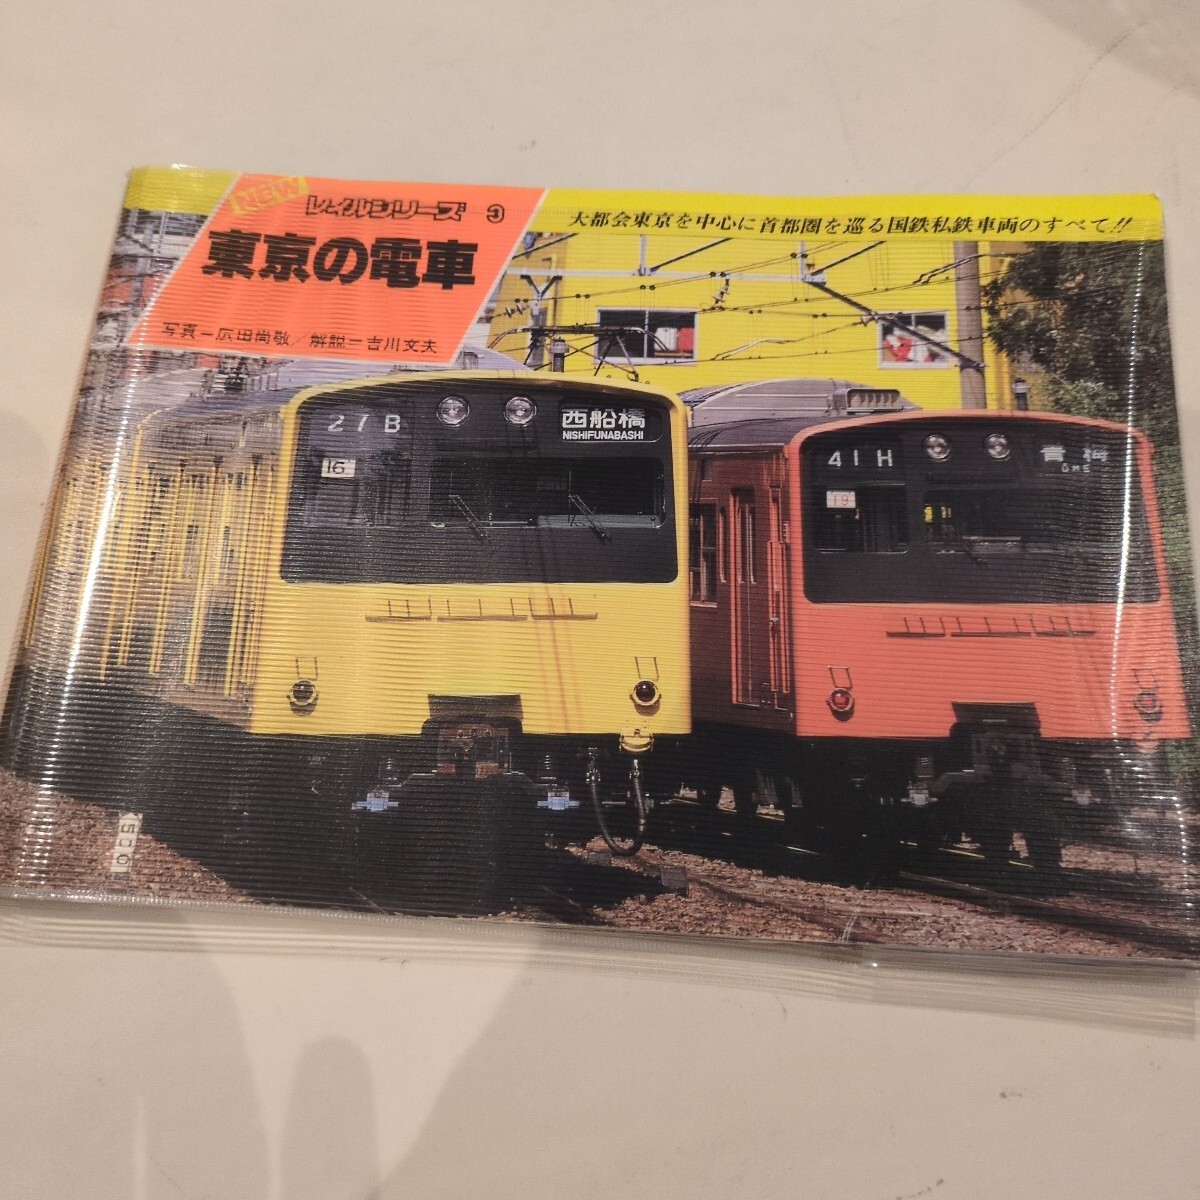 NEW
レイルシリーズ 3
東京の電車
写真＝広田尚敬／解説＝吉川文夫
大都会東京を中心に首都圏を巡る国鉄私鉄車両のすべて!!
27B
西船橋
NISHIFUNABASHI
16
41H
青梅
ŌME
19